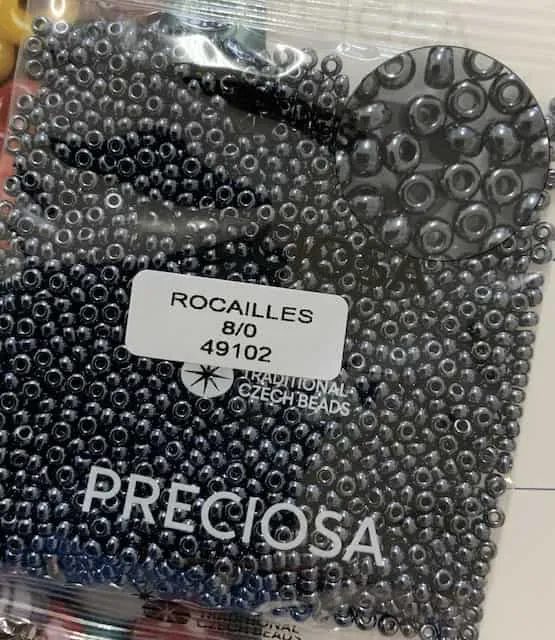 ROCAILLES
8/0
49102
TRADITIONAL
CZECH BEADS
PRECIOSA